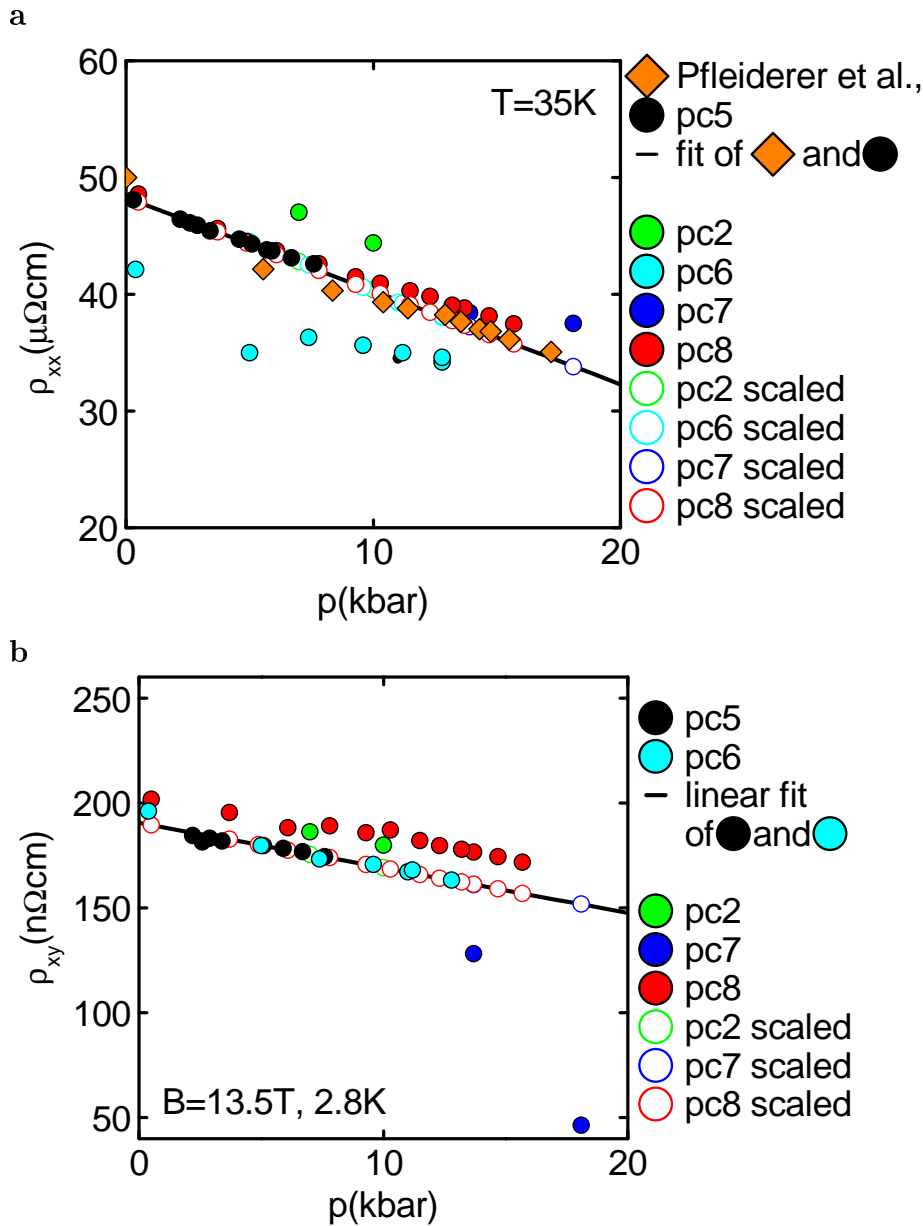 a
60
50
40
30
20
ρxx(μΩcm)
T=35K
0
10
20
p(kbar)
Pfleiderer et al.,
pc5
fit of and
pc2
pc6
pc7
pc8
pc2 scaled
pc6 scaled
pc7 scaled
pc8 scaled
b
250
200
150
100
50
ρxy(nΩcm)
B=13.5T, 2.8K
0
10
20
p(kbar)
pc5
pc6
linear fit
of and
pc2
pc7
pc8
pc2 scaled
pc7 scaled
pc8 scaled